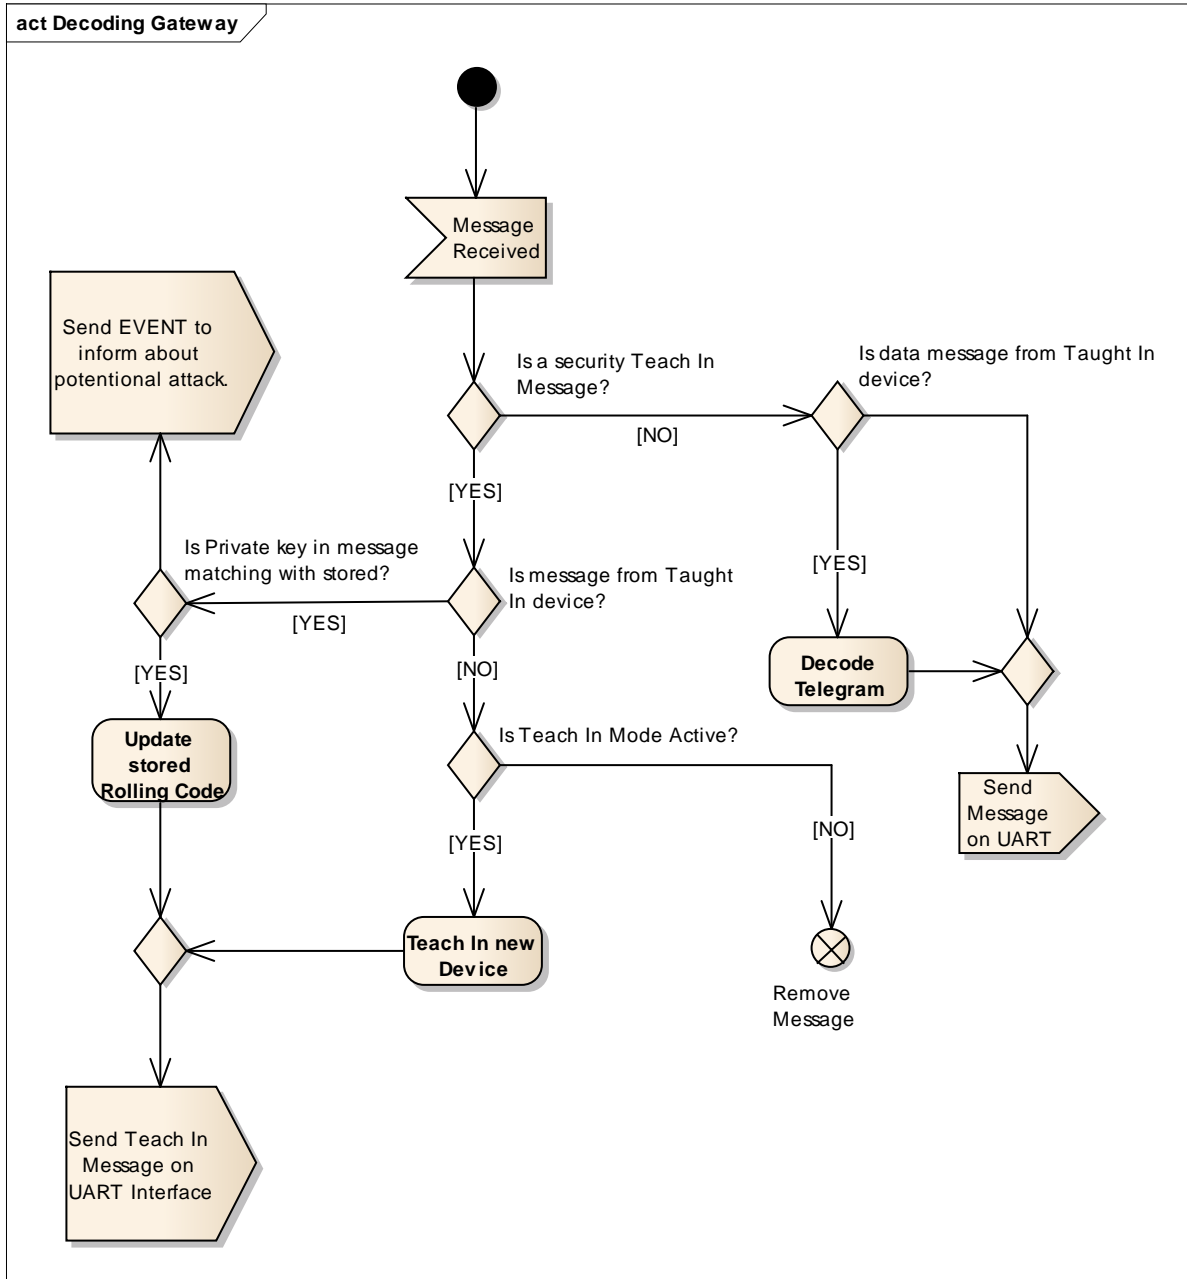 act Decoding Gateway
Message
Received
Send EVENT to
inform about
potentional attack.
Is a security Teach In
Message?
Is data message from Taught In
device?
[NO]
[YES]
Is Private key in message
matching with stored?
Is message from Taught
In device?
[YES]
[YES]
[YES]
[NO]
Decode
Telegram
Update
stored
Rolling Code
Is Teach In Mode Active?
Send
Message
on UART
[YES]
[NO]
Teach In new
Device
Remove
Message
Send Teach In
Message on
UART Interface